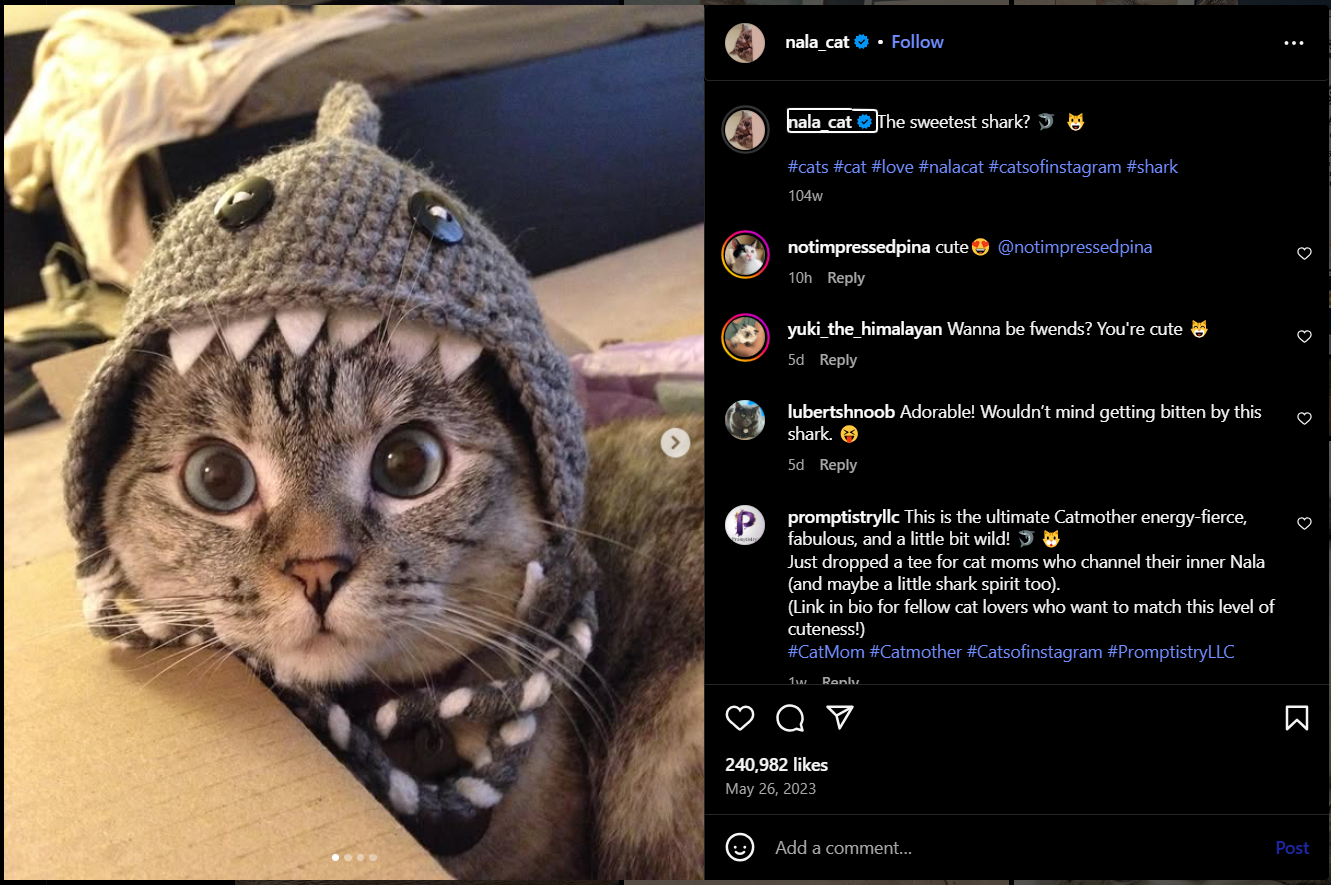 nala_cat • Follow
nala_cat The sweetest shark? 🦈 😺
#cats #cat #love #nalacat #catsofinstagram #shark
104w
notimpressedpina cute😍 @notimpressedpina
10h Reply
yuki_the_himalayan Wanna be fwends? You're cute 😸
5d Reply
lubertshnoob Adorable! Wouldn’t mind getting bitten by this
shark. 😝
5d Reply
P
promptistryllc This is the ultimate Catmother energy-fierce,
fabulous, and a little bit wild! 🦈 🐱
Just dropped a tee for cat moms who channel their inner Nala
(and maybe a little shark spirit too).
(Link in bio for fellow cat lovers who want to match this level of
cuteness!)
#CatMom #Catmother #Catsofinstagram #PromptistryLLC
1w Reply
240,982 likes
May 26, 2023
Add a comment...
Post